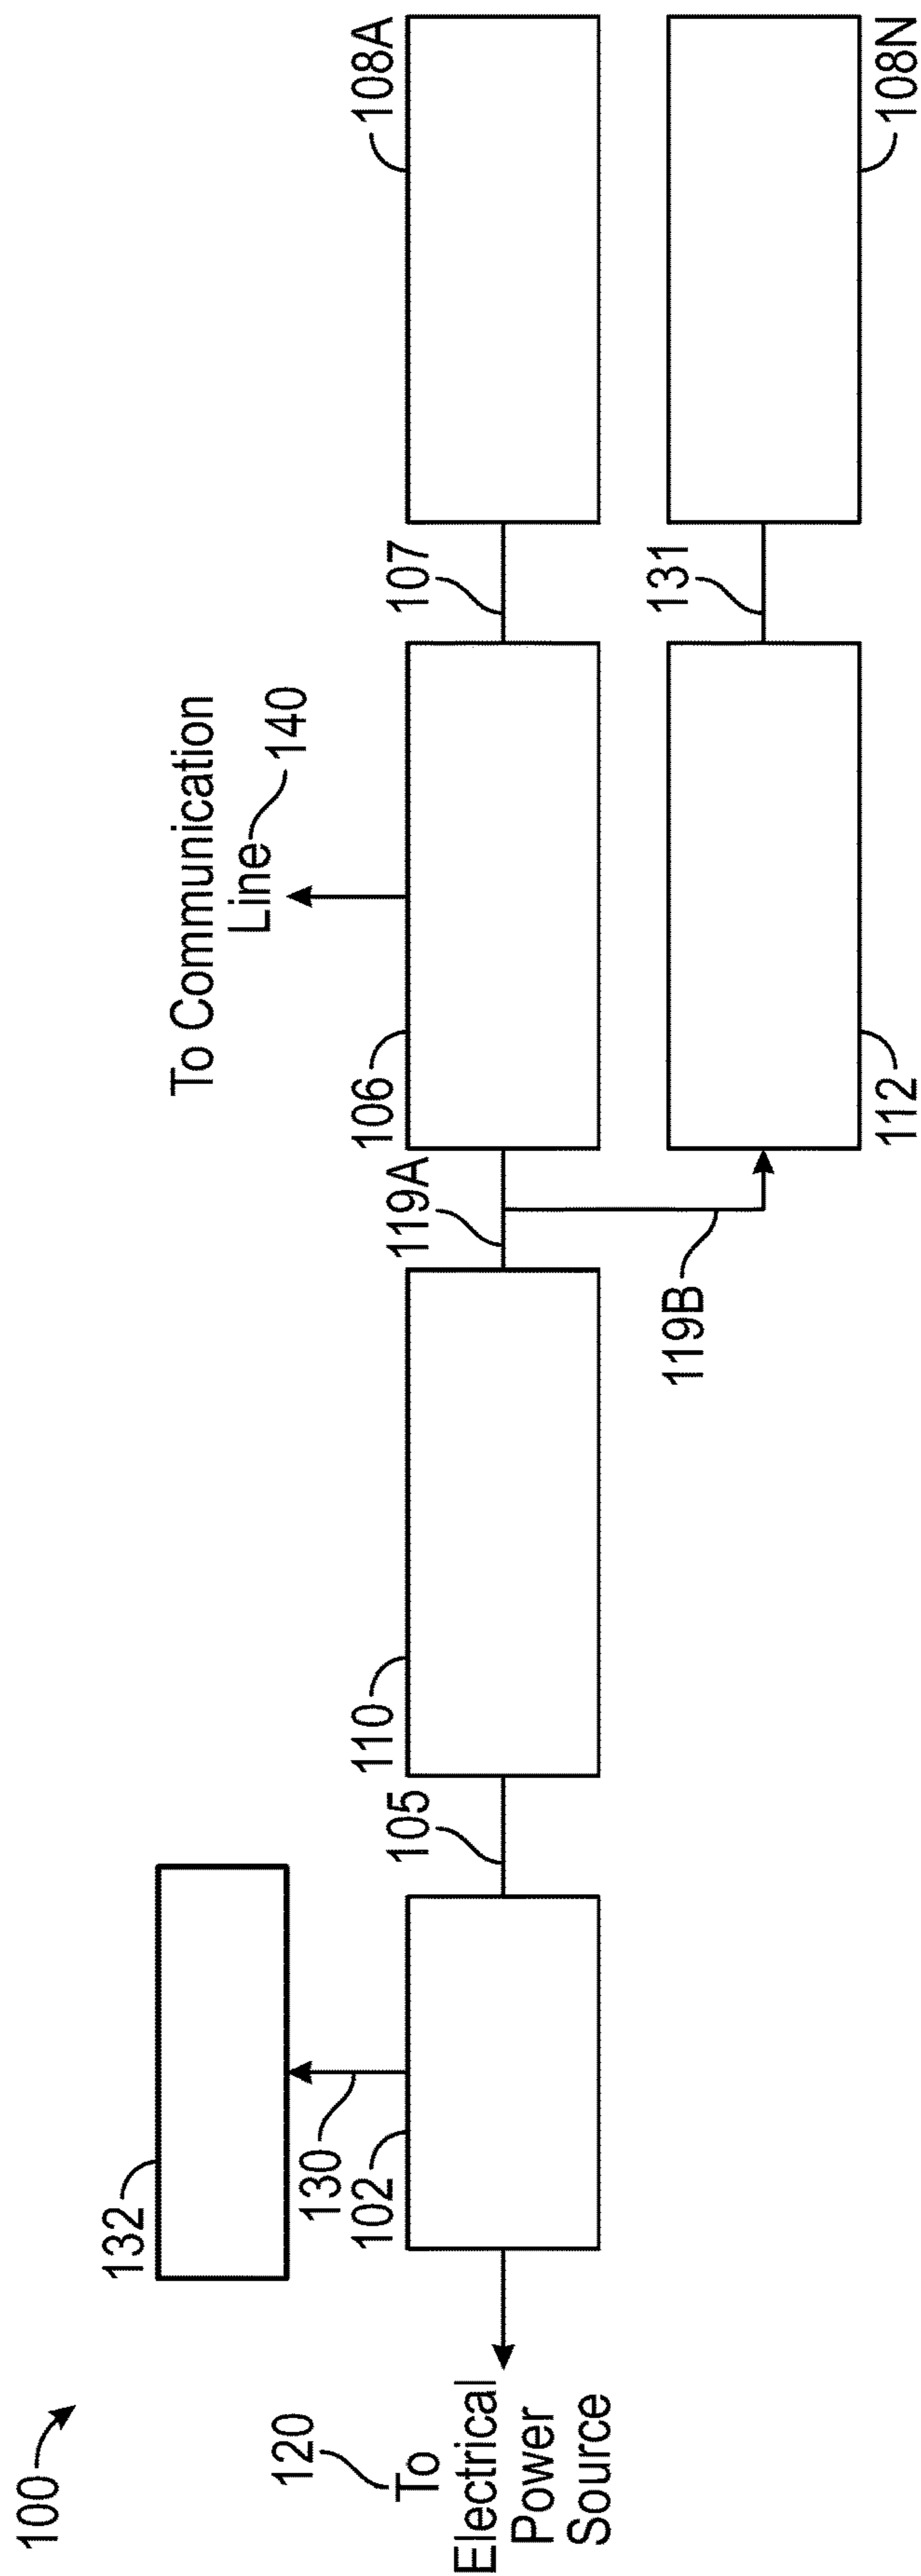 100
120
To
Electrical
Power
Source
132
130
102
105
110
119A
119B
106
To Communication
Line 140
112
107
131
108A
108N